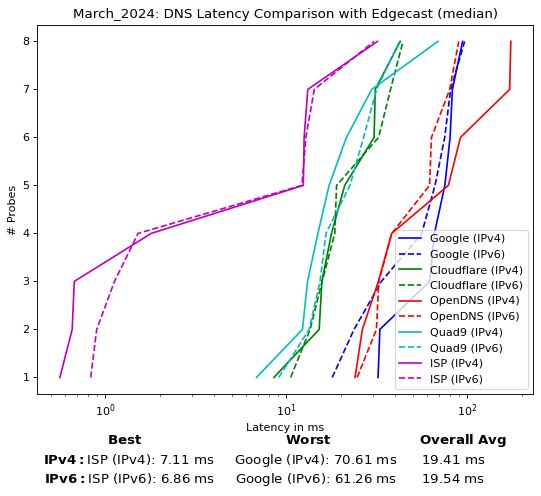 March_2024: DNS Latency Comparison with Edgecast (median)
8
7
6
5
4
3
2
1
# Probes
Google (IPv4)
Google (IPv6)
Cloudflare (IPv4)
Cloudflare (IPv6)
OpenDNS (IPv4)
OpenDNS (IPv6)
Quad9 (IPv4)
Quad9 (IPv6)
ISP (IPv4)
ISP (IPv6)
10⁰ 10¹ 10²
Latency in ms
Best Worst Overall Avg
IPv4: ISP (IPv4): 7.11 ms Google (IPv4): 70.61 ms 19.41 ms
IPv6: ISP (IPv6): 6.86 ms Google (IPv6): 61.26 ms 19.54 ms